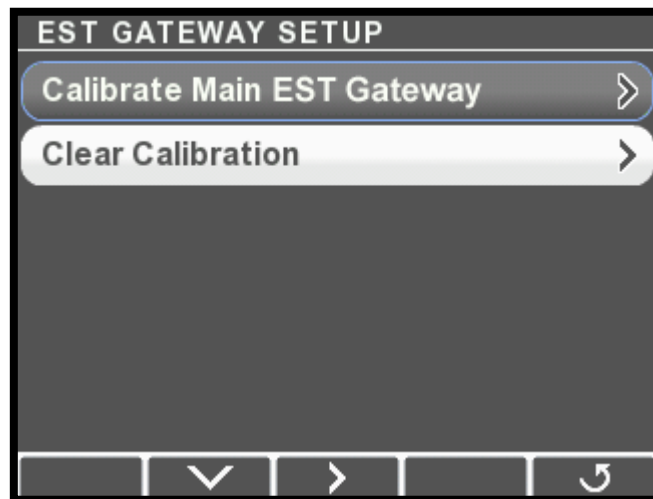 EST GATEWAY SETUP
Calibrate Main EST Gateway
Clear Calibration